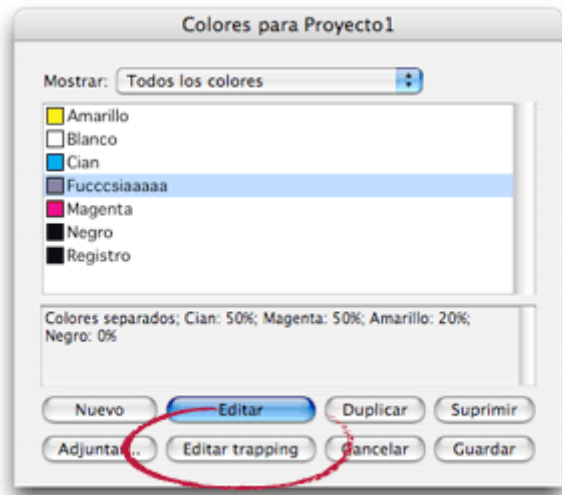 Colores para Proyecto1
Mostrar: Todos los colores
Amarillo
Blanco
Cian
Fucccsiaaaaa
Magenta
Negro
Registro
Colores separados; Cian: 50%; Magenta: 50%; Amarillo: 20%;
Negro: 0%
Nuevo Editar Duplicar Suprimir
Adjuntar... Editar trapping Cancelar Guardar